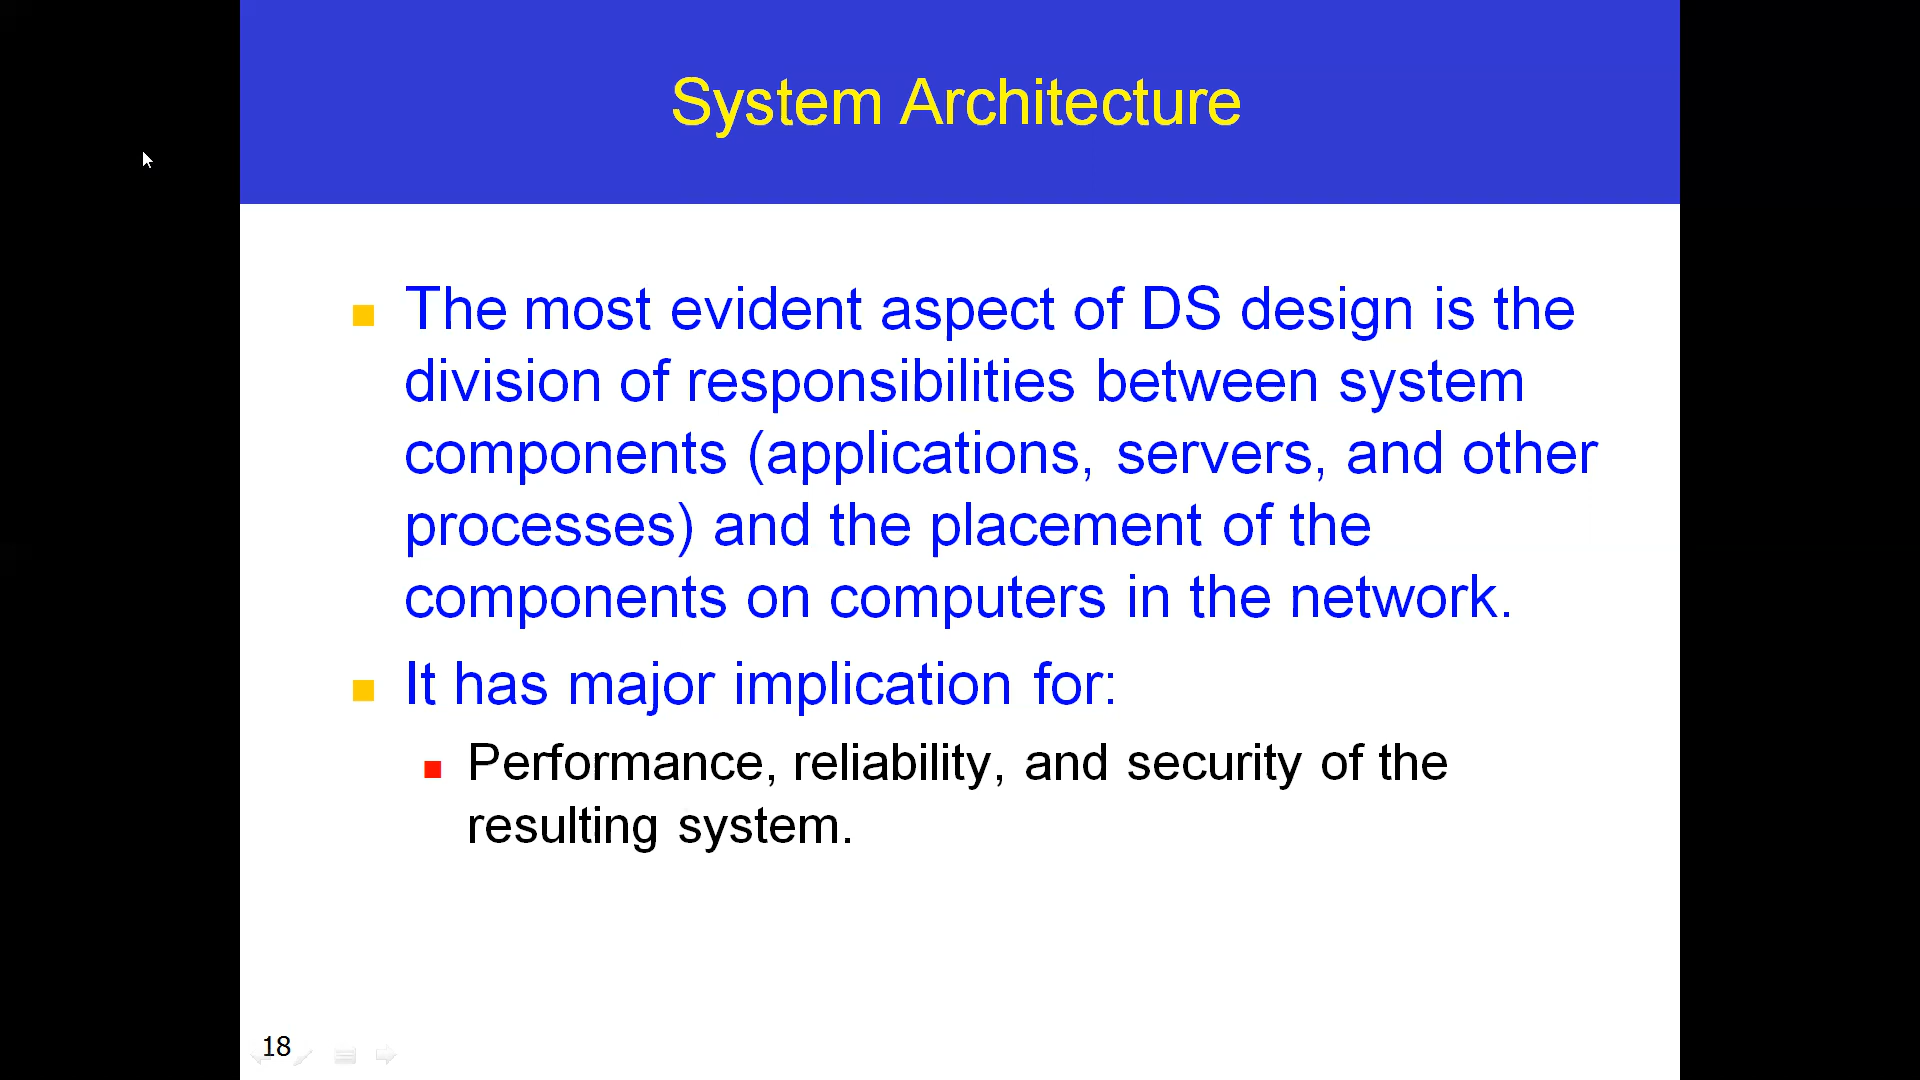 System Architecture
The most evident aspect of DS design is the
division of responsibilities between system
components (applications, servers, and other
processes) and the placement of the
components on computers in the network.
It has major implication for:
Performance, reliability, and security of the
resulting system.
18